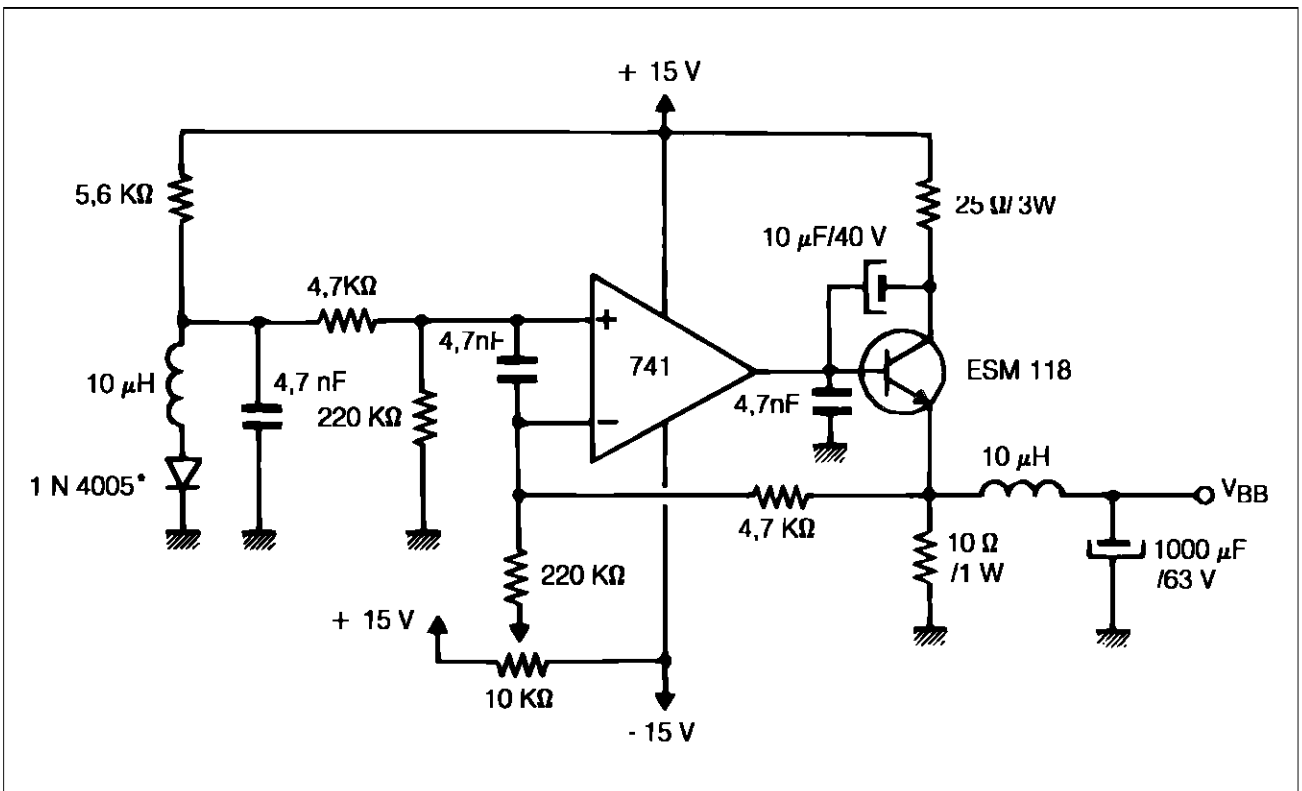 + 15 V
5,6 KΩ
25 Ω/3W
10 μF/40 V
4,7KΩ
+
4,7nF
741
ESM 118
10 μH
4,7 nF
4,7nF
220 KΩ
−
10 μH
1 N 4005*
VBB
4,7 KΩ
10 Ω
/1 W
1000 μF
/63 V
220 KΩ
+ 15 V
10 KΩ
- 15 V